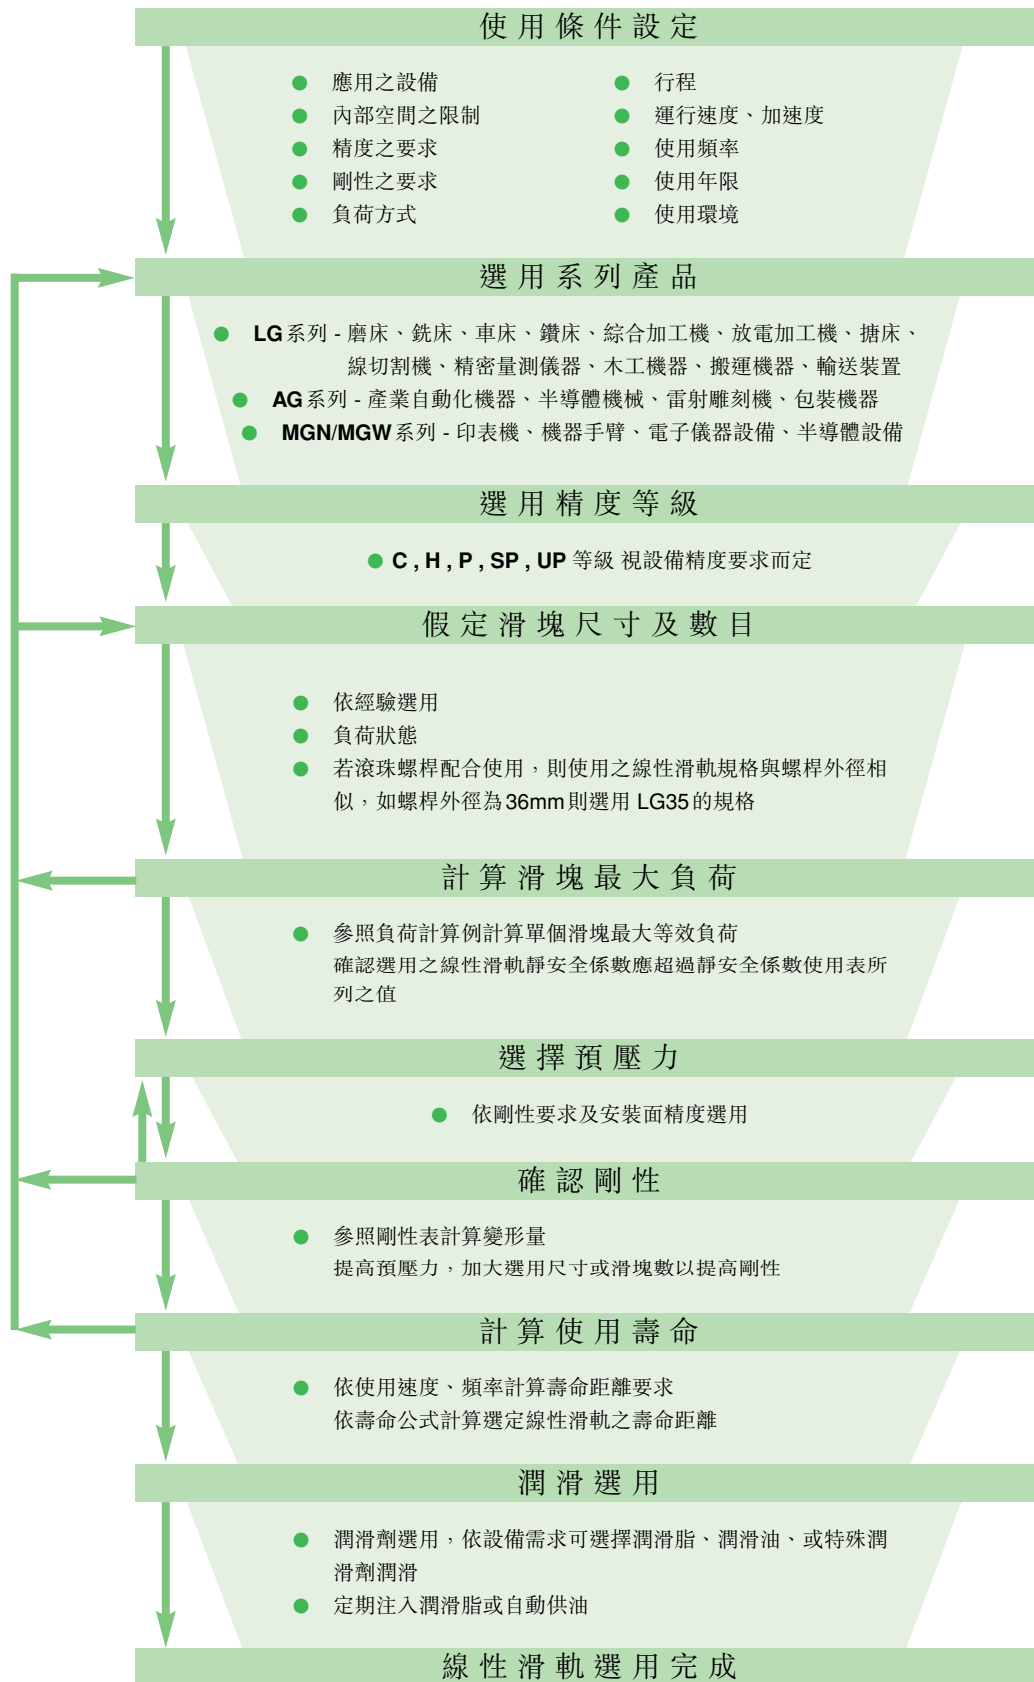 使用條件設定
應用之設備
內部空間之限制
精度之要求
剛性之要求
負荷方式
行程
運行速度、加速度
使用頻率
使用年限
使用環境
選用系列產品
LG系列 - 磨床、銑床、車床、鑽床、綜合加工機、放電加工機、搪床、
線切割機、精密量測儀器、木工機器、搬運機器、輸送裝置
AG系列 - 產業自動化機器、半導體機械、雷射雕刻機、包裝機器
MGN/MGW系列 - 印表機、機器手臂、電子儀器設備、半導體設備
選用精度等級
C , H , P , SP , UP 等級 視設備精度要求而定
假定滑塊尺寸及數目
依經驗選用
負荷狀態
若滾珠螺桿配合使用，則使用之線性滑軌規格與螺桿外徑相
似，如螺桿外徑為36mm則選用 LG35的規格
計算滑塊最大負荷
參照負荷計算例計算單個滑塊最大等效負荷
確認選用之線性滑軌靜安全係數應超過靜安全係數使用表所
列之值
選擇預壓力
依剛性要求及安裝面精度選用
確認剛性
參照剛性表計算變形量
提高預壓力，加大選用尺寸或滑塊數以提高剛性
計算使用壽命
依使用速度、頻率計算壽命距離要求
依壽命公式計算選定線性滑軌之壽命距離
潤滑選用
潤滑劑選用，依設備需求可選擇潤滑脂、潤滑油、或特殊潤
滑劑潤滑
定期注入潤滑脂或自動供油
線性滑軌選用完成